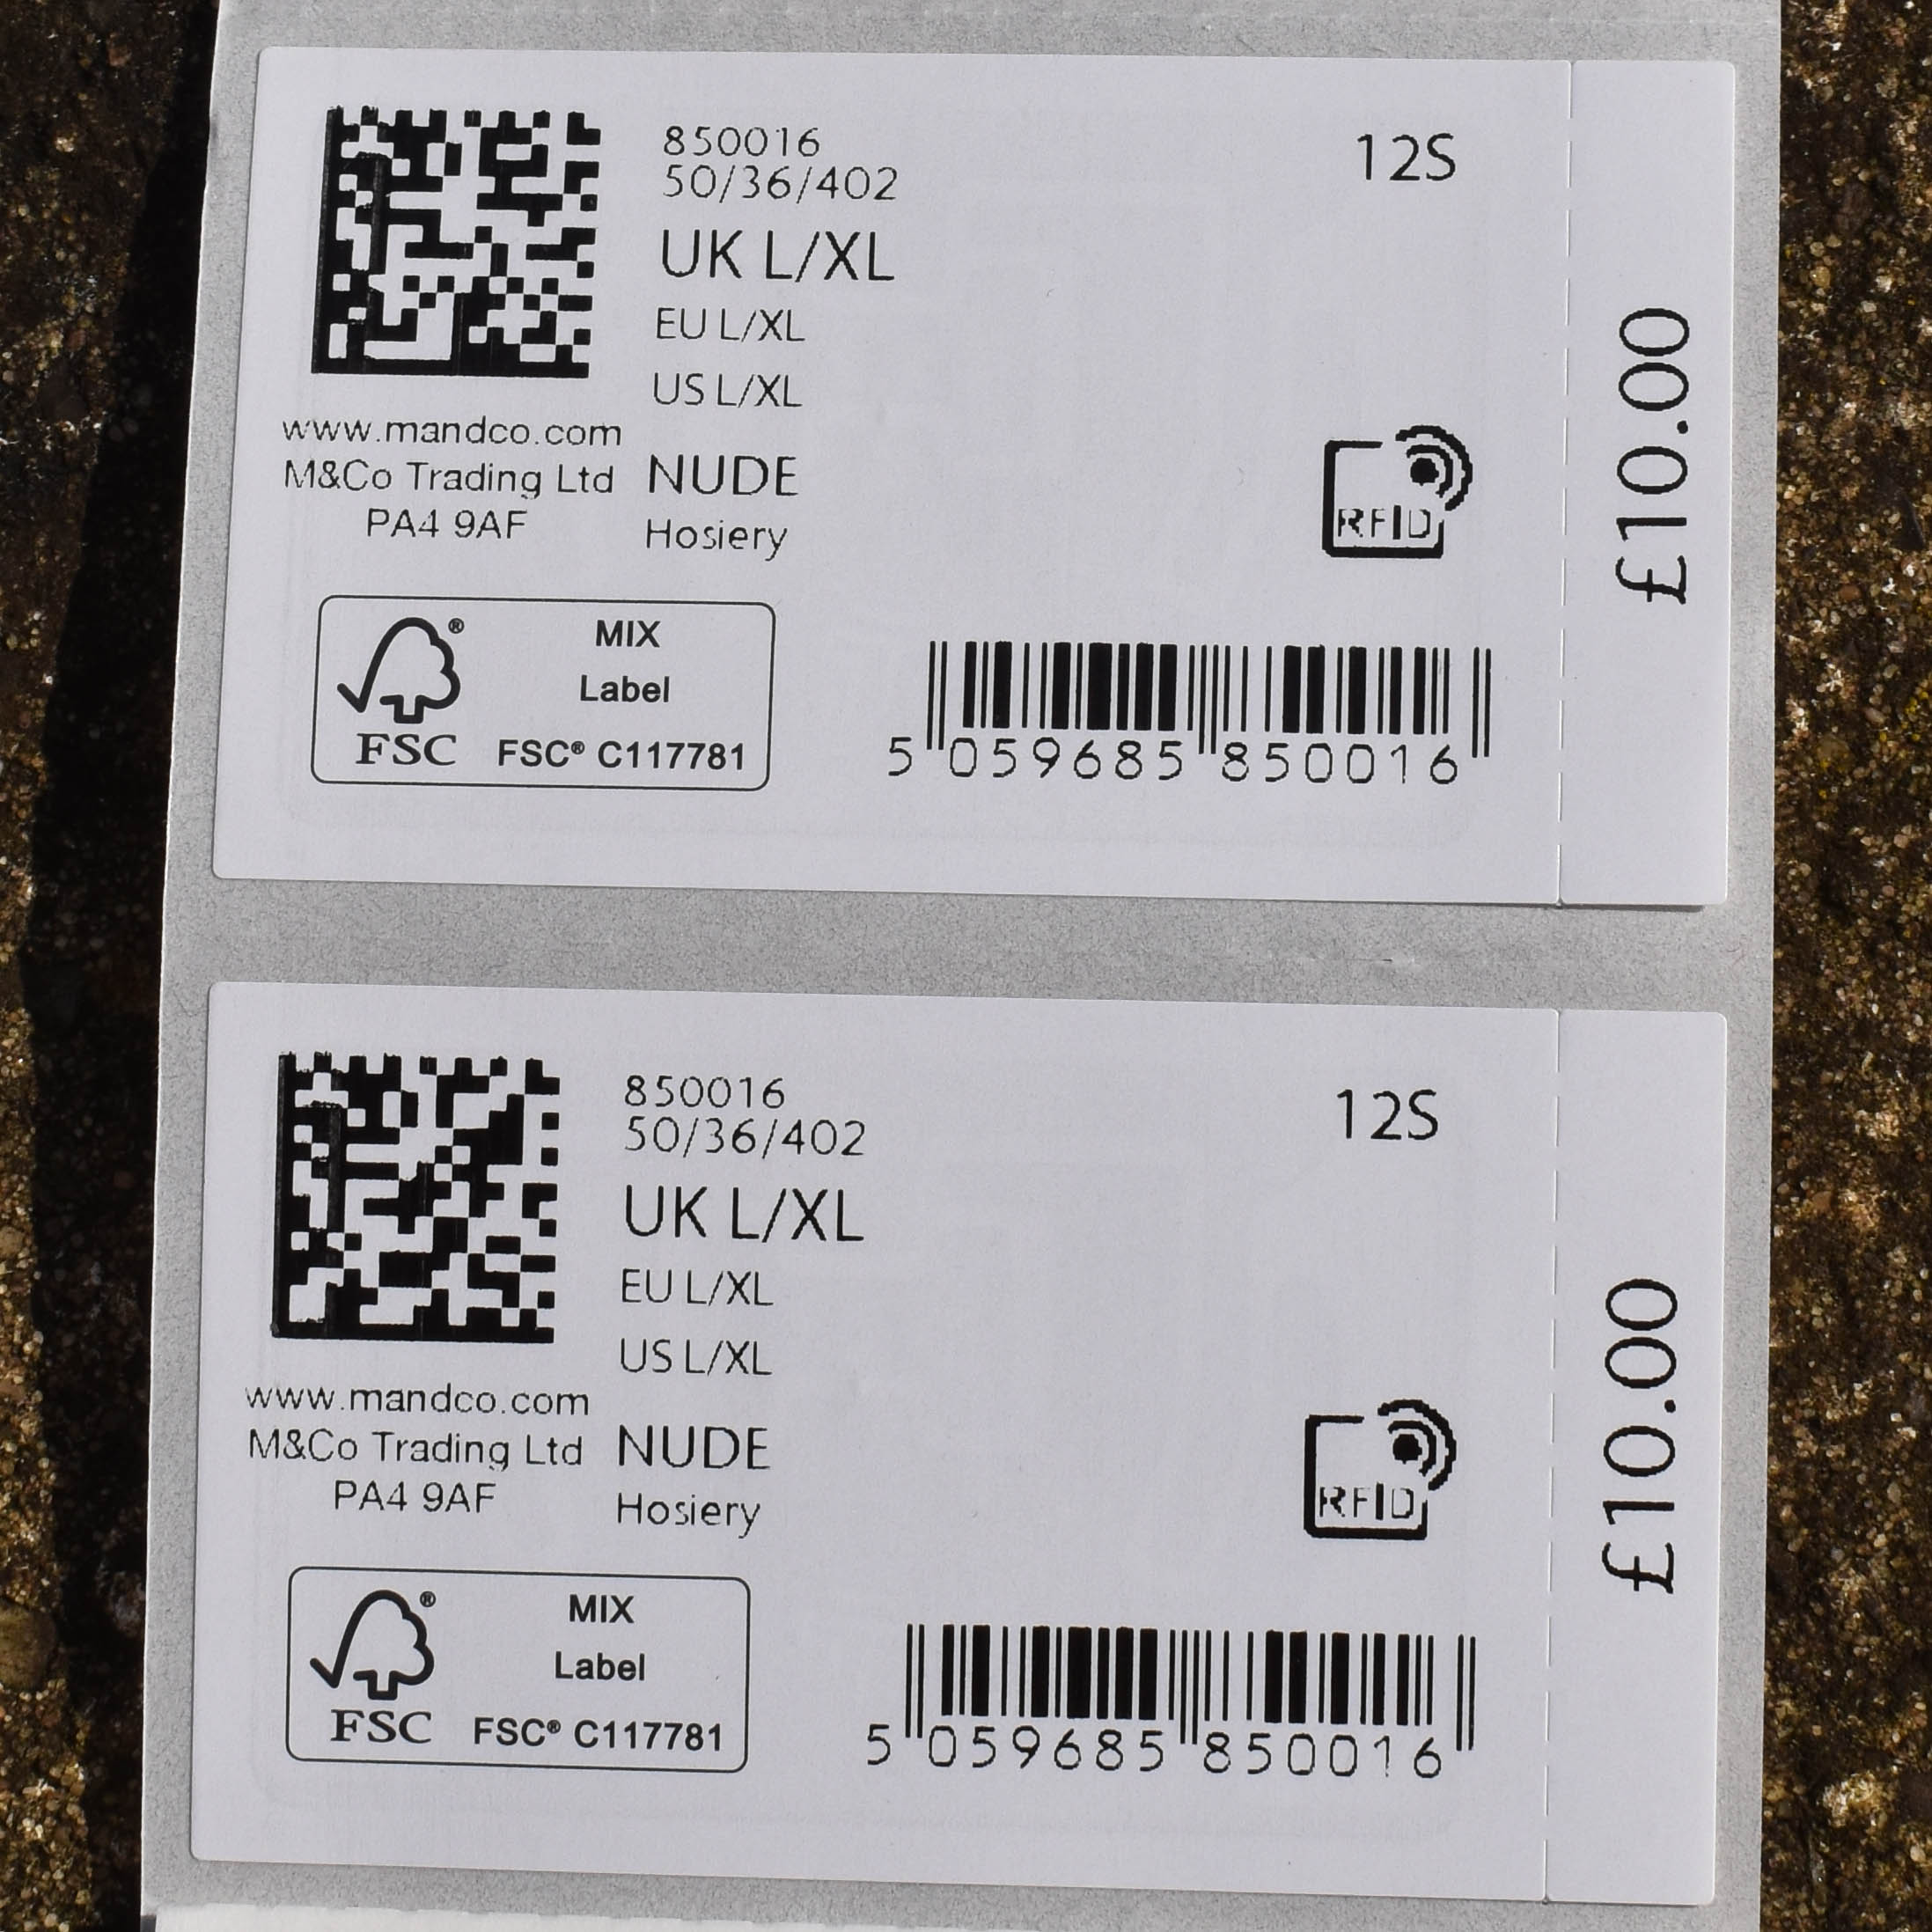 850016
50/36/402
12S
UK L/XL
EU L/XL
US L/XL
www.mandco.com
M&Co Trading Ltd
PA4 9AF
NUDE
Hosiery
RFID
£10.00
®
MIX
Label
FSC
FSC® C117781
5 059685 850016
850016
50/36/402
12S
UK L/XL
EU L/XL
US L/XL
www.mandco.com
M&Co Trading Ltd
PA4 9AF
NUDE
Hosiery
RFID
£10.00
®
MIX
Label
FSC
FSC® C117781
5 059685 850016